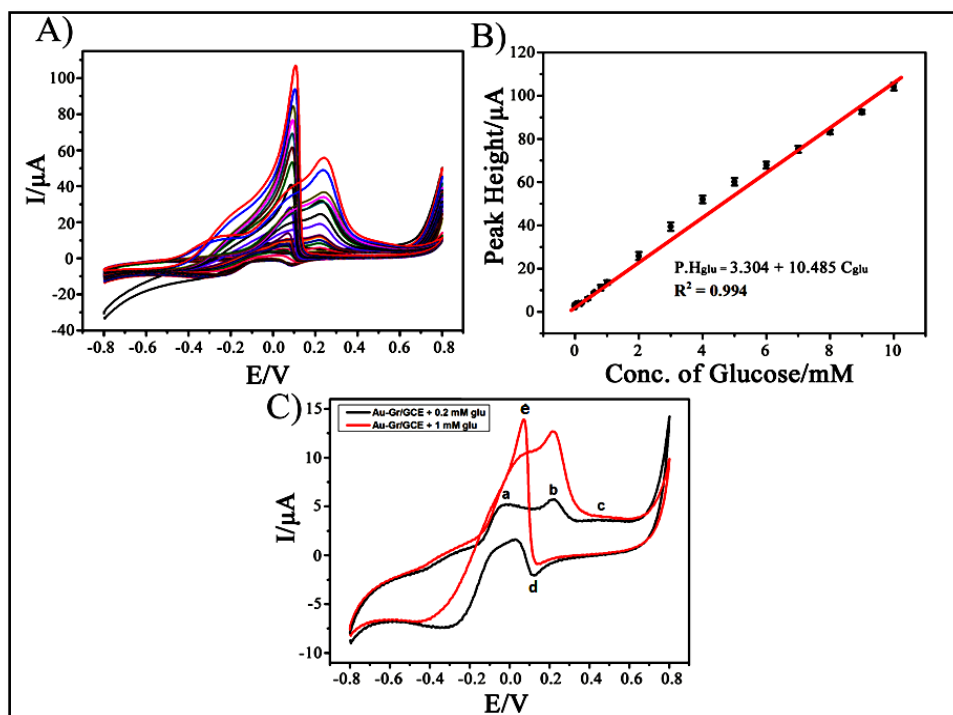 A)
100
80
60
40
20
0
-20
-40
I/µA
-0.8 -0.6 -0.4 -0.2 0.0 0.2 0.4 0.6 0.8
E/V
B)
120
100
80
60
40
20
0
Peak Height/µA
P.Hglu = 3.304 + 10.485 Cglu
R² = 0.994
0 2 4 6 8 10
Conc. of Glucose/mM
C)
15
10
5
0
-5
-10
I/µA
Au-Gr/GCE + 0.2 mM glu
Au-Gr/GCE + 1 mM glu
e
a
b
c
d
-0.8 -0.6 -0.4 -0.2 0.0 0.2 0.4 0.6 0.8
E/V